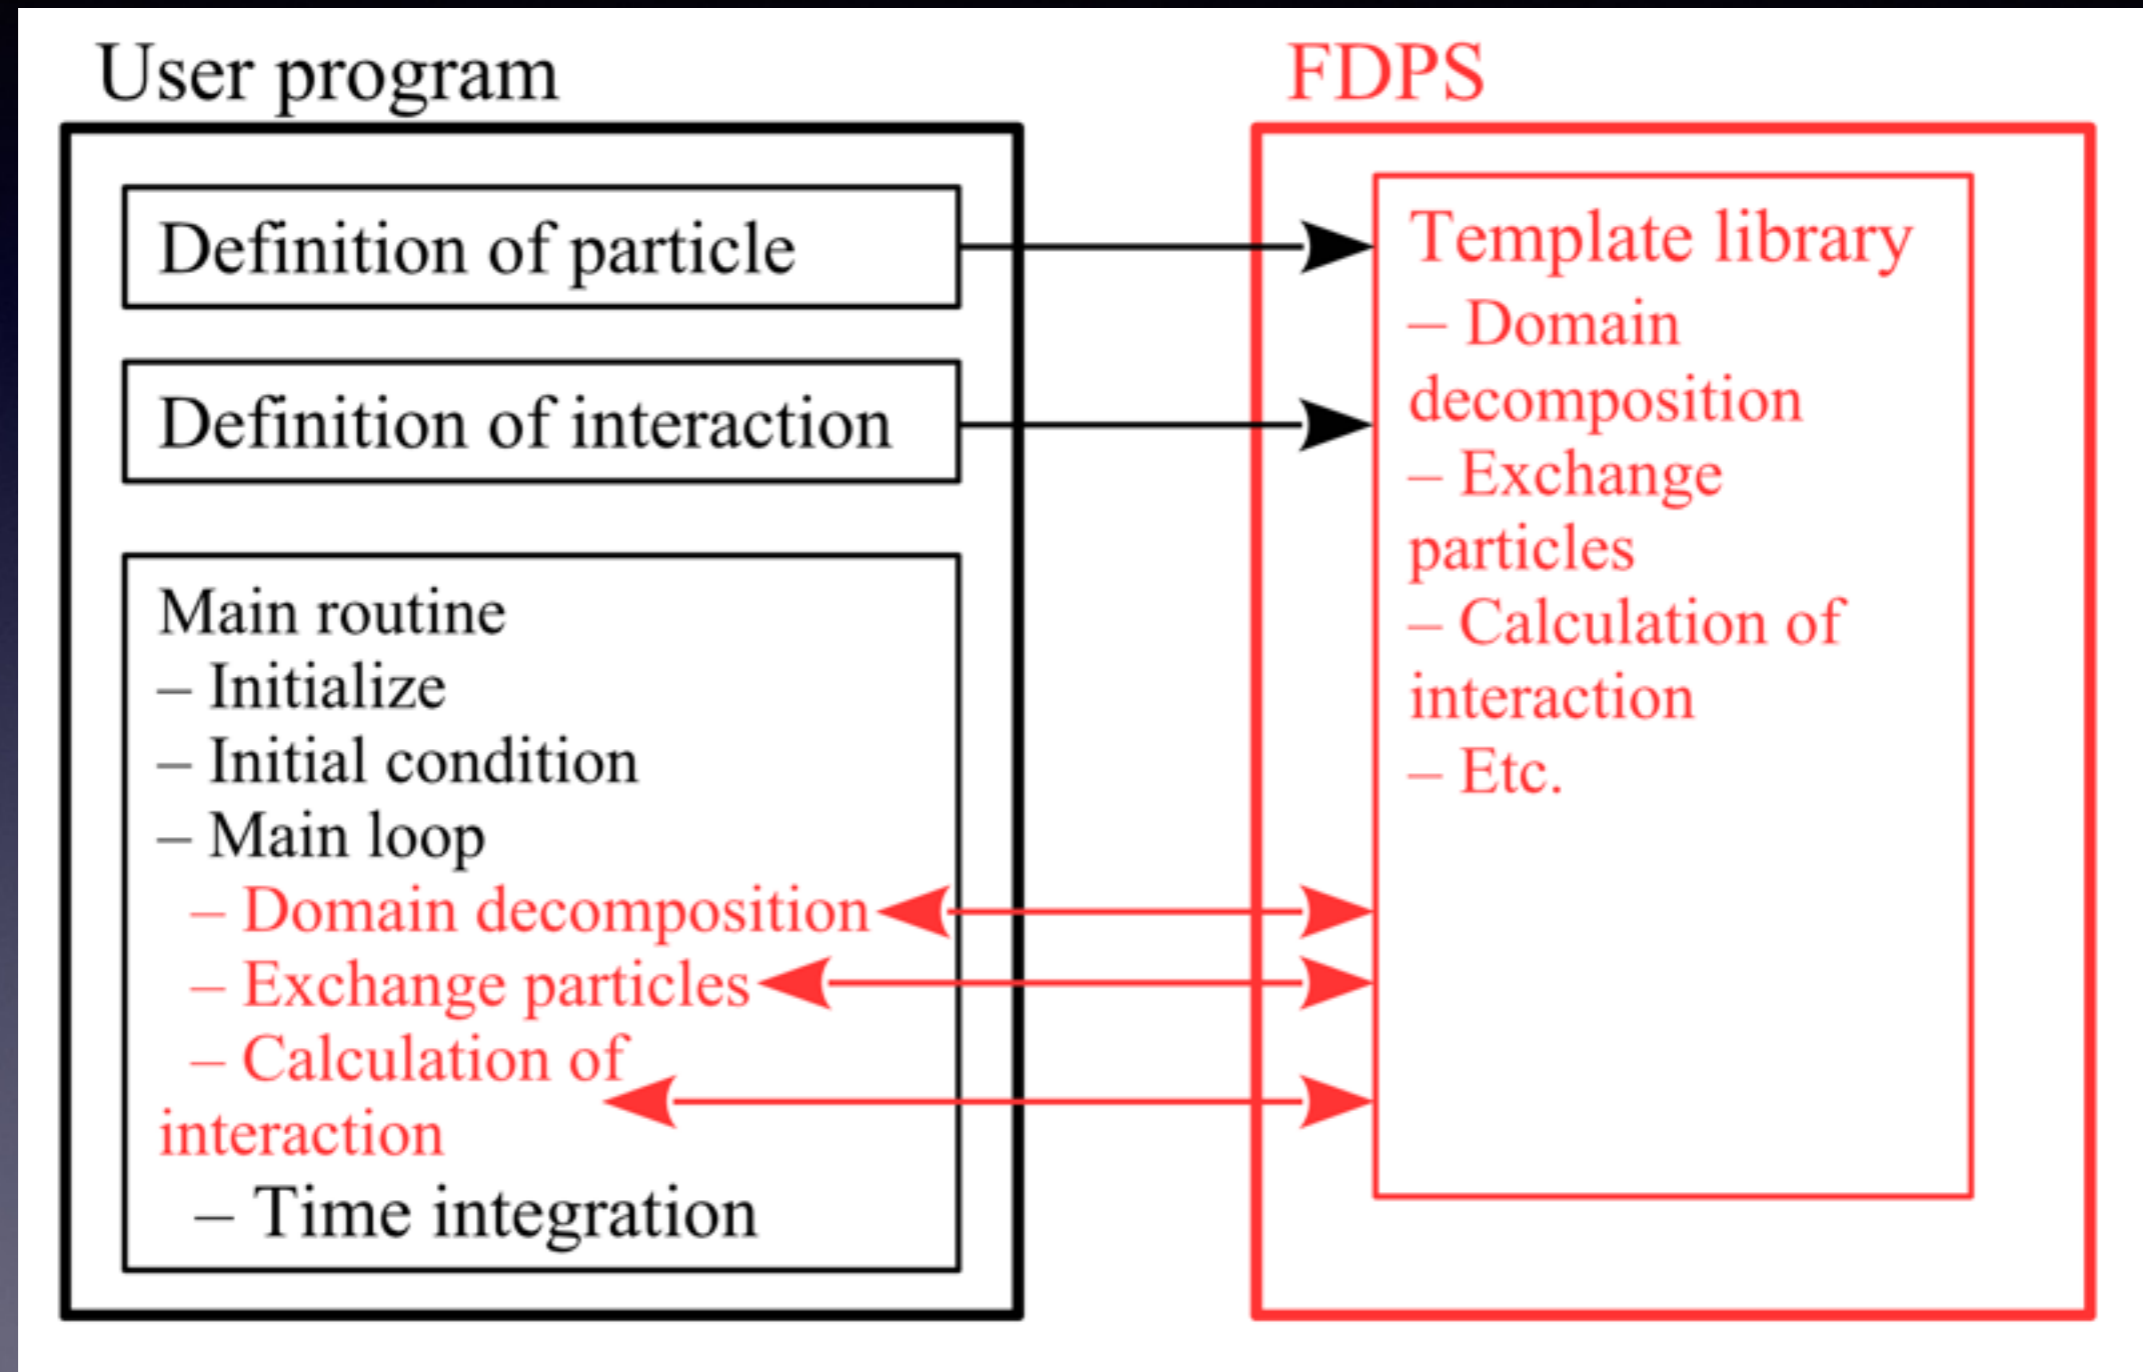 User program
Definition of particle
Definition of interaction
Main routine
– Initialize
– Initial condition
– Main loop
– Domain decomposition
– Exchange particles
– Calculation of
interaction
– Time integration
FDPS
Template library
– Domain
decomposition
– Exchange
particles
– Calculation of
interaction
– Etc.